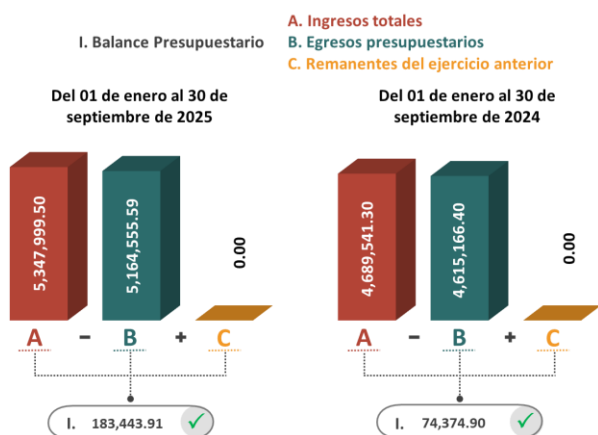 A. Ingresos totales
I. Balance Presupuestario
B. Egresos presupuestarios
C. Remanentes del ejercicio anterior
Del 01 de enero al 30 de
septiembre de 2025
5,347,999.50
5,164,555.59
0.00
A – B + C
I. 183,443.91
Del 01 de enero al 30 de
septiembre de 2024
4,689,541.30
4,615,166.40
0.00
A – B + C
I. 74,374.90